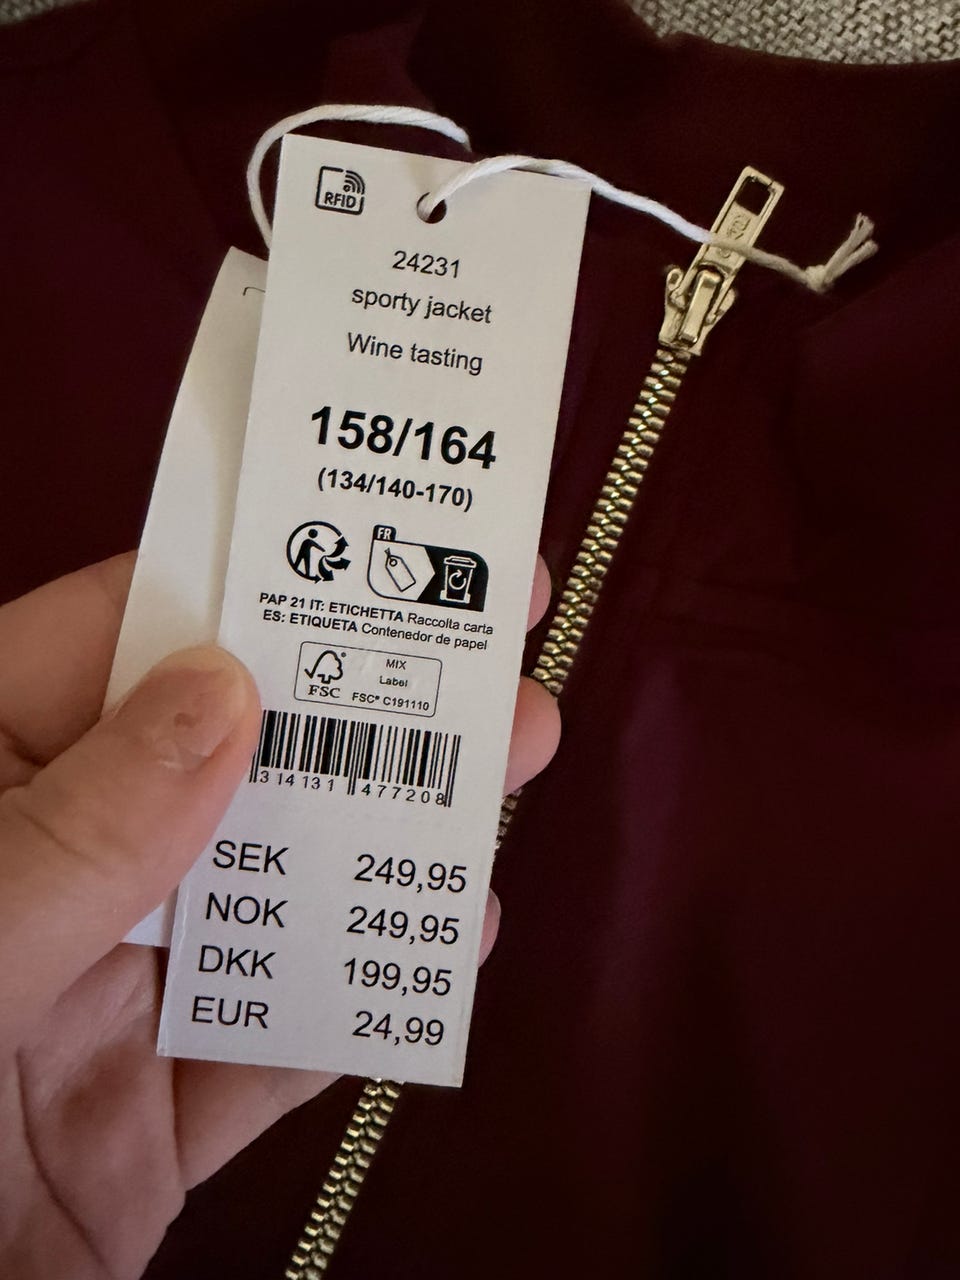 RFID
24231
sporty jacket
Wine tasting
158/164
(134/140-170)
FR
PAP 21 IT: ETICHETTA Raccolta carta
ES: ETIQUETA Contenedor de papel
MIX
Label
FSC® C191110
FSC
314131 477208
SEK 249,95
NOK 249,95
DKK 199,95
EUR 24,99